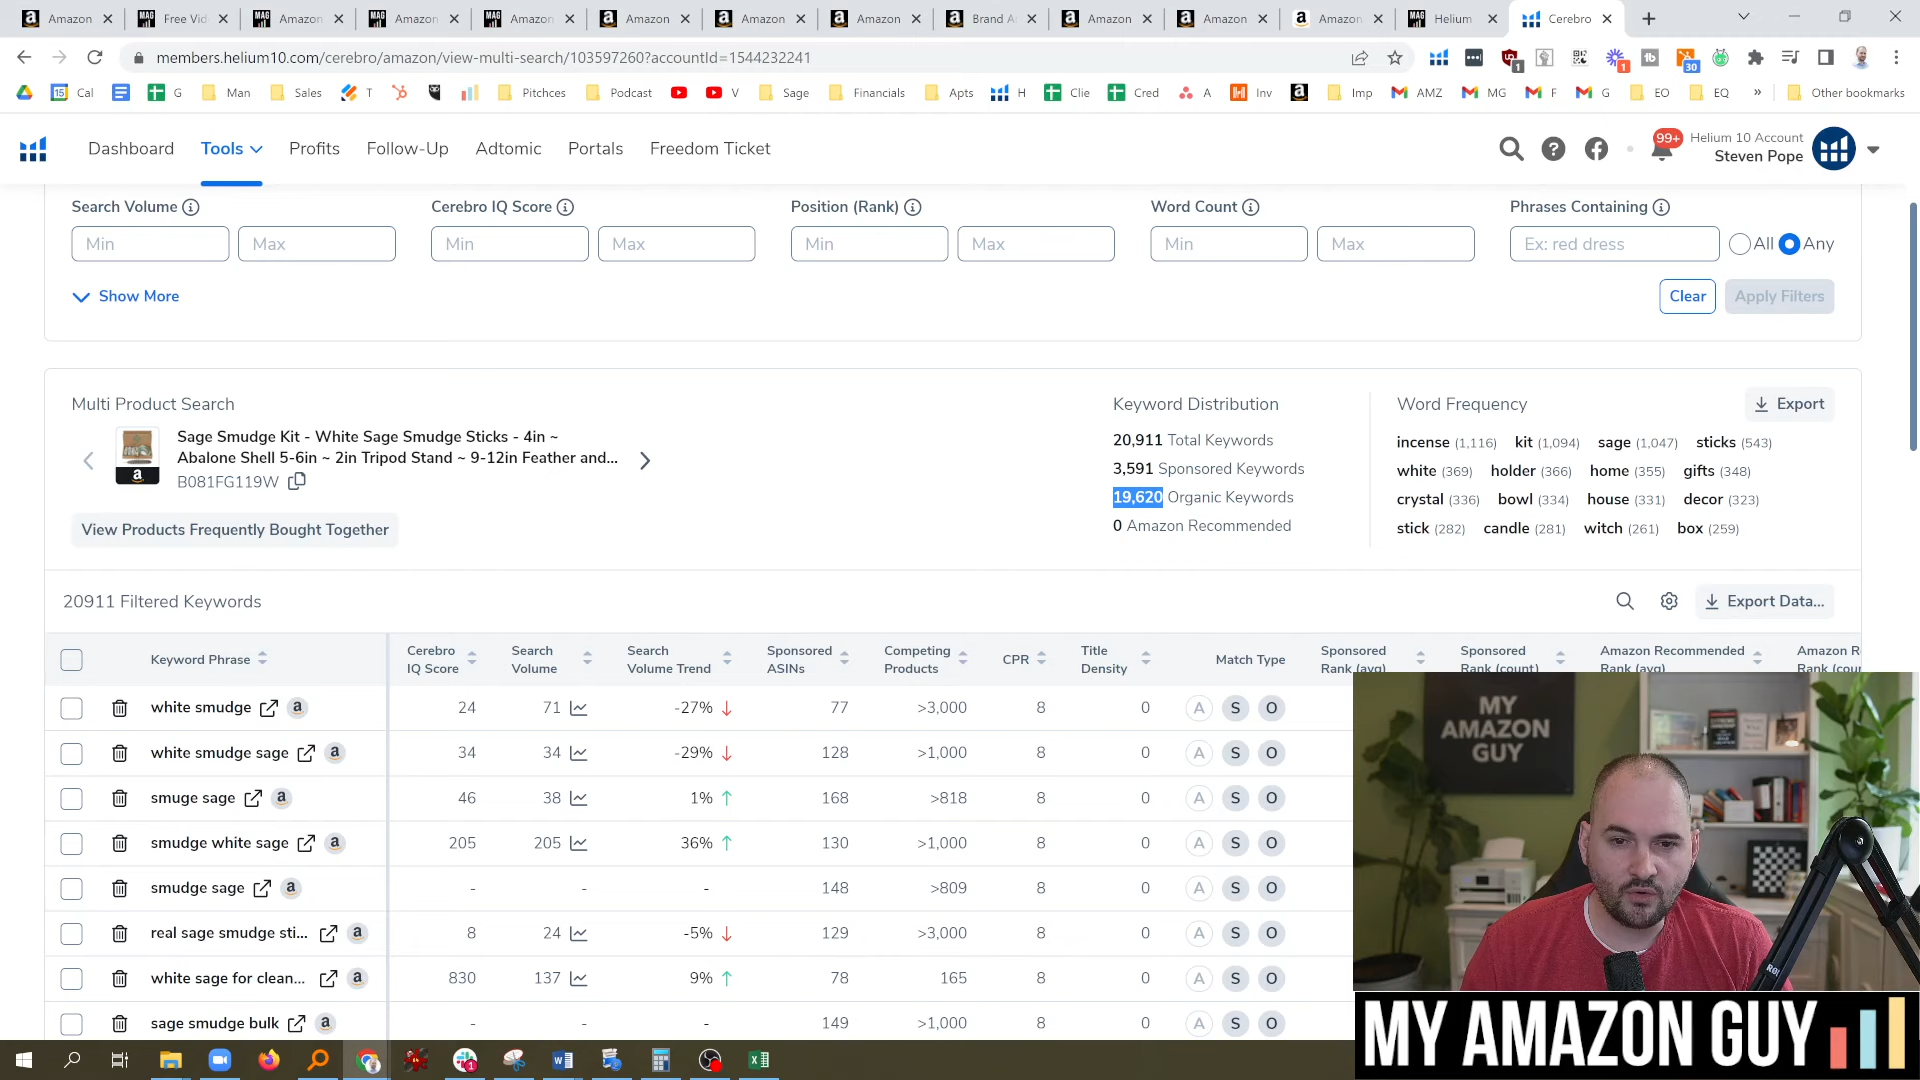 Amazon
Free Vid
Amazon
Amazon
Amazon
Amazon
Amazon
Amazon
Brand A
Amazon
Amazon
Amazon
Helium
Cerebro
members.helium10.com/cerebro/amazon/view-multi-search/103597260?accountId=1544232241
Cal G Man Sales T Pitchces Podcast V Sage Financials Apts H Clie Cred A Inv Imp AMZ MG F G EO EQ » Other bookmarks
Dashboard Tools Profits Follow-Up Adtomic Portals Freedom Ticket
99+
Helium 10 Account
Steven Pope
Search Volume Cerebro IQ Score Position (Rank) Word Count Phrases Containing
Min Max Min Max Min Max Min Max Ex: red dress All Any
Show More
Clear Apply Filters
Multi Product Search
Sage Smudge Kit - White Sage Smudge Sticks - 4in ~
Abalone Shell 5-6in ~ 2in Tripod Stand ~ 9-12in Feather and...
B081FG119W
View Products Frequently Bought Together
Keyword Distribution
20,911 Total Keywords
3,591 Sponsored Keywords
19,620 Organic Keywords
0 Amazon Recommended
Word Frequency
Export
incense (1,116) kit (1,094) sage (1,047) sticks (543)
white (369) holder (366) home (355) gifts (348)
crystal (336) bowl (334) house (331) decor (323)
stick (282) candle (281) witch (261) box (259)
20911 Filtered Keywords
Export Data...
Keyword Phrase
Cerebro IQ Score
Search Volume
Search Volume Trend
Sponsored ASINs
Competing Products
CPR
Title Density
Match Type
Sponsored Rank (avg)
Sponsored Rank (count)
Amazon Recommended Rank (avg)
Amazon R
Rank (coun
white smudge 24 71 -27% 77 >3,000 8 0 A S O
white smudge sage 34 34 -29% 128 >1,000 8 0 A S O
smuge sage 46 38 1% 168 >818 8 0 A S O
smudge white sage 205 205 36% 130 >1,000 8 0 A S O
smudge sage - - - 148 >809 8 0 A S O
real sage smudge sti... 8 24 -5% 129 >3,000 8 0 A S O
white sage for clean... 830 137 9% 78 165 8 0 A S O
sage smudge bulk - - - 149 >1,000 8 0 A S O
MY
AMAZON
GUY
MY AMAZON GUY